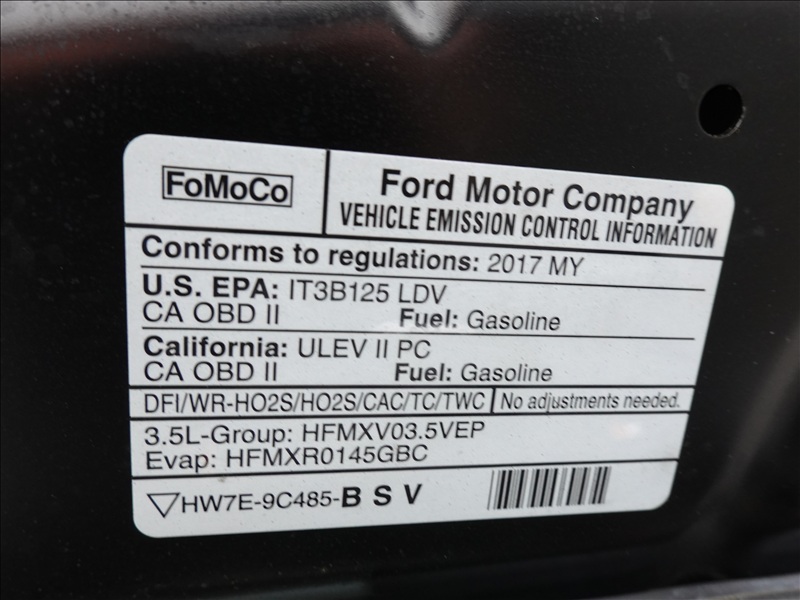 FoMoCo
Ford Motor Company
VEHICLE EMISSION CONTROL INFORMATION
Conforms to regulations: 2017 MY
U.S. EPA: IT3B125 LDV
CA OBD II Fuel: Gasoline
California: ULEV II PC
CA OBD II Fuel: Gasoline
DFI/WR-HO2S/HO2S/CAC/TC/TWC No adjustments needed.
3.5L-Group: HFMXV03.5VEP
Evap: HFMXR0145GBC
HW7E-9C485-B S V